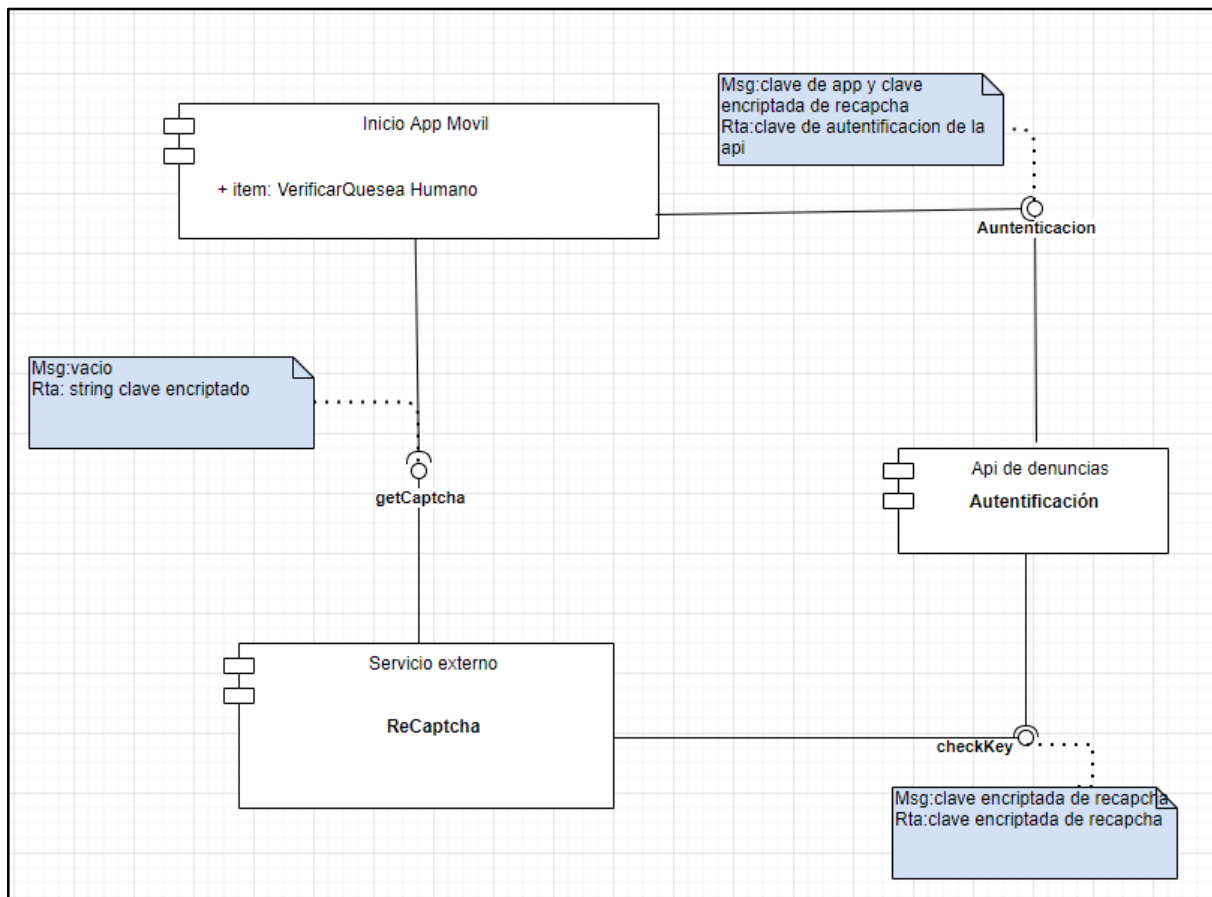 Msg:clave de app y clave
encriptada de recapcha
Rta:clave de autentificacion de la
api
Inicio App Movil
+ item: VerificarQuesea Humano
Auntenticacion
Msg:vacio
Rta: string clave encriptado
getCaptcha
Api de denuncias
Autentificación
Servicio externo
ReCaptcha
checkKey
Msg:clave encriptada de recapcha
Rta:clave encriptada de recapcha